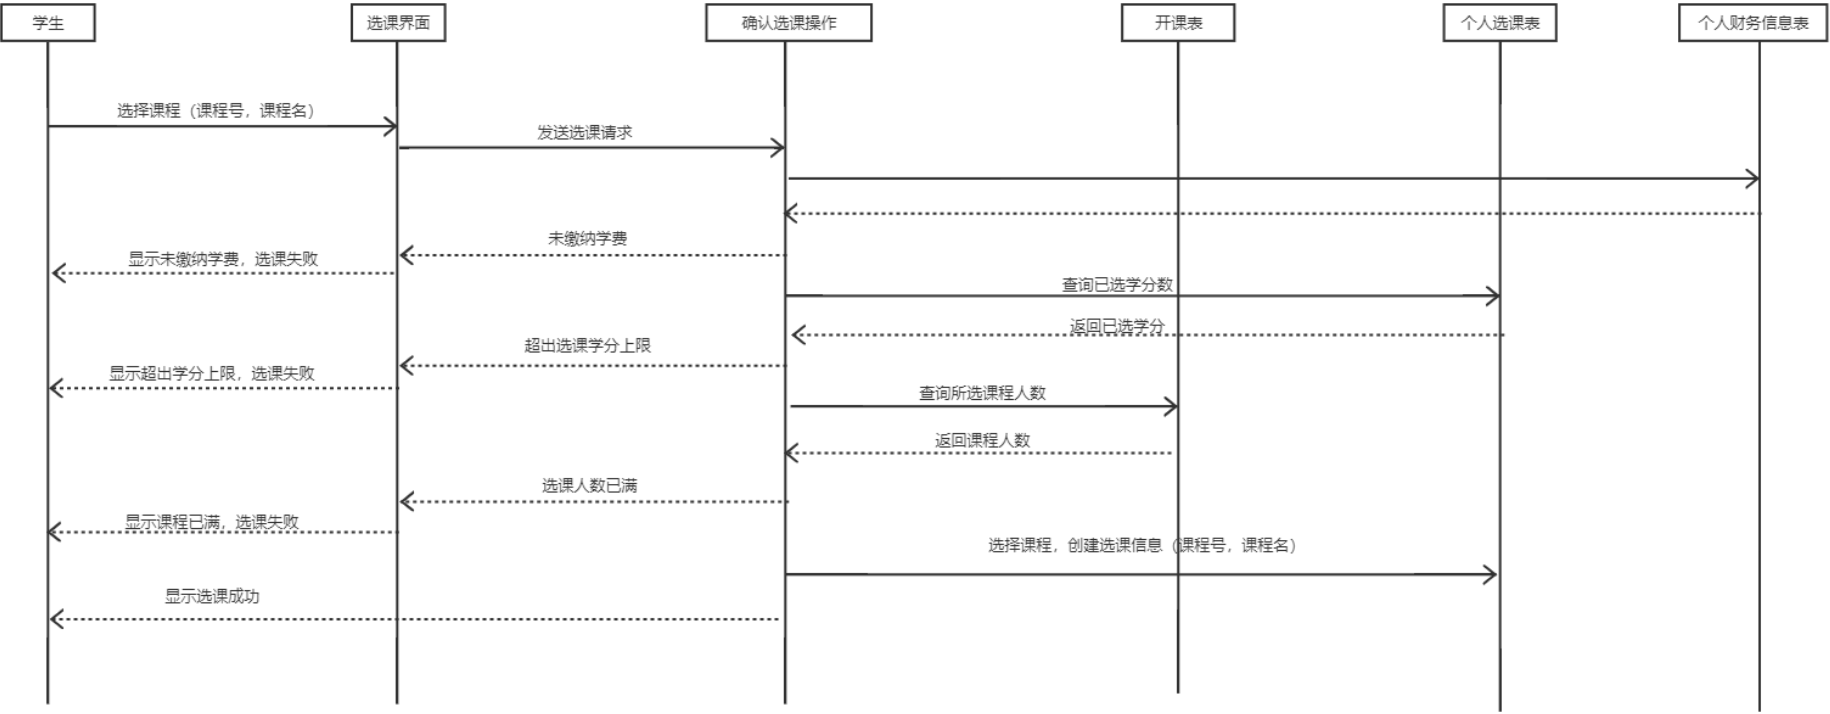 学生
选课界面
确认选课操作
开课表
个人选课表
个人财务信息表
选择课程（课程号，课程名）
发送选课请求
未缴纳学费
显示未缴纳学费，选课失败
查询已选学分数
返回已选学分
超出选课学分上限
显示超出学分上限，选课失败
查询所选课程人数
返回课程人数
选课人数已满
显示课程已满，选课失败
选择课程，创建选课信息（课程号，课程名）
显示选课成功